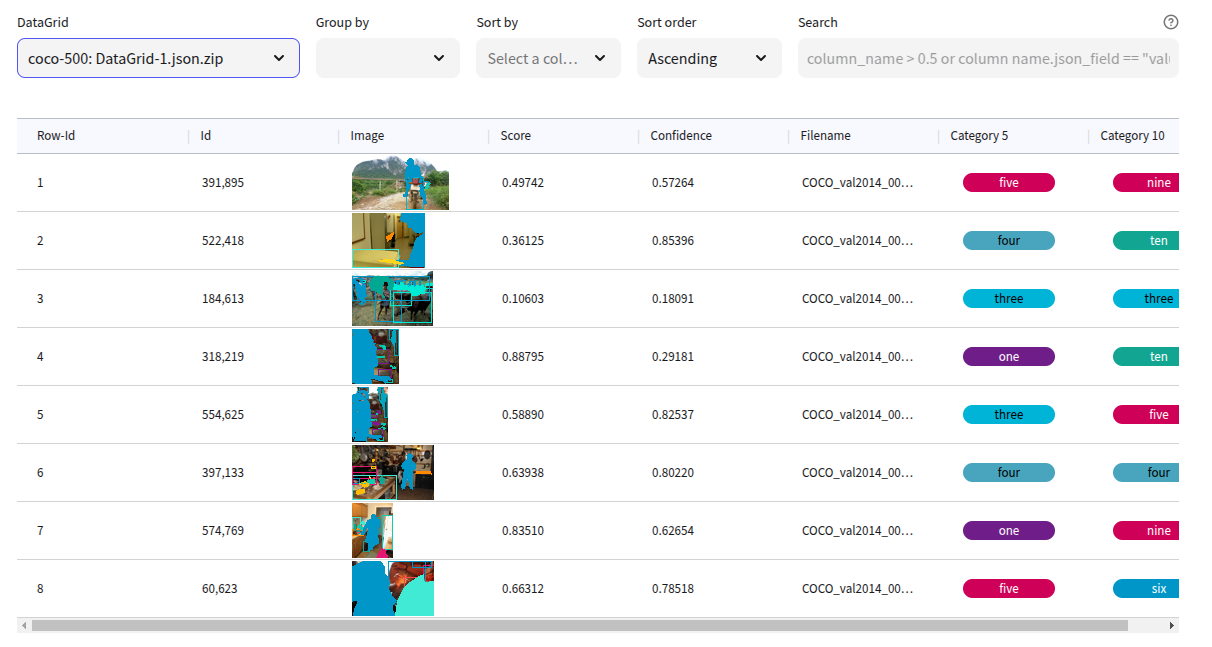 DataGrid Group by Sort by Sort order Search
coco-500: DataGrid-1.json.zip Select a col... Ascending column_name > 0.5 or column name.json_field == "val
Row-Id Id Image Score Confidence Filename Category 5 Category 10
1 391,895 0.49742 0.57264 COCO_val2014_00... five nine
2 522,418 0.36125 0.85396 COCO_val2014_00... four ten
3 184,613 0.10603 0.18091 COCO_val2014_00... three three
4 318,219 0.88795 0.29181 COCO_val2014_00... one ten
5 554,625 0.58890 0.82537 COCO_val2014_00... three five
6 397,133 0.63938 0.80220 COCO_val2014_00... four four
7 574,769 0.83510 0.62654 COCO_val2014_00... one nine
8 60,623 0.66312 0.78518 COCO_val2014_00... five six